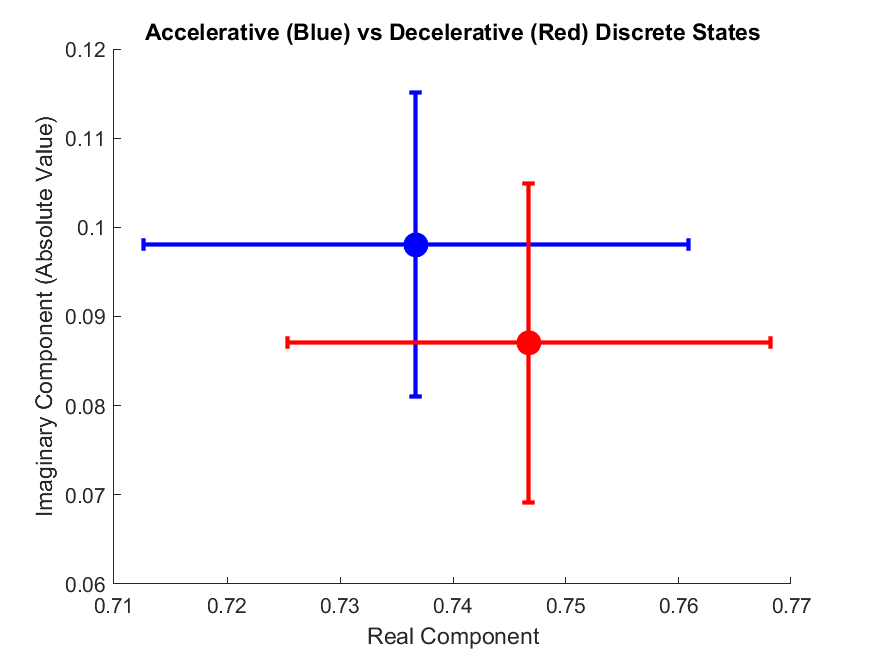 Accelerative (Blue) vs Decelerative (Red) Discrete States
0.12
0.11
0.1
0.09
0.08
0.07
0.06
Imaginary Component (Absolute Value)
0.71 0.72 0.73 0.74 0.75 0.76 0.77
Real Component